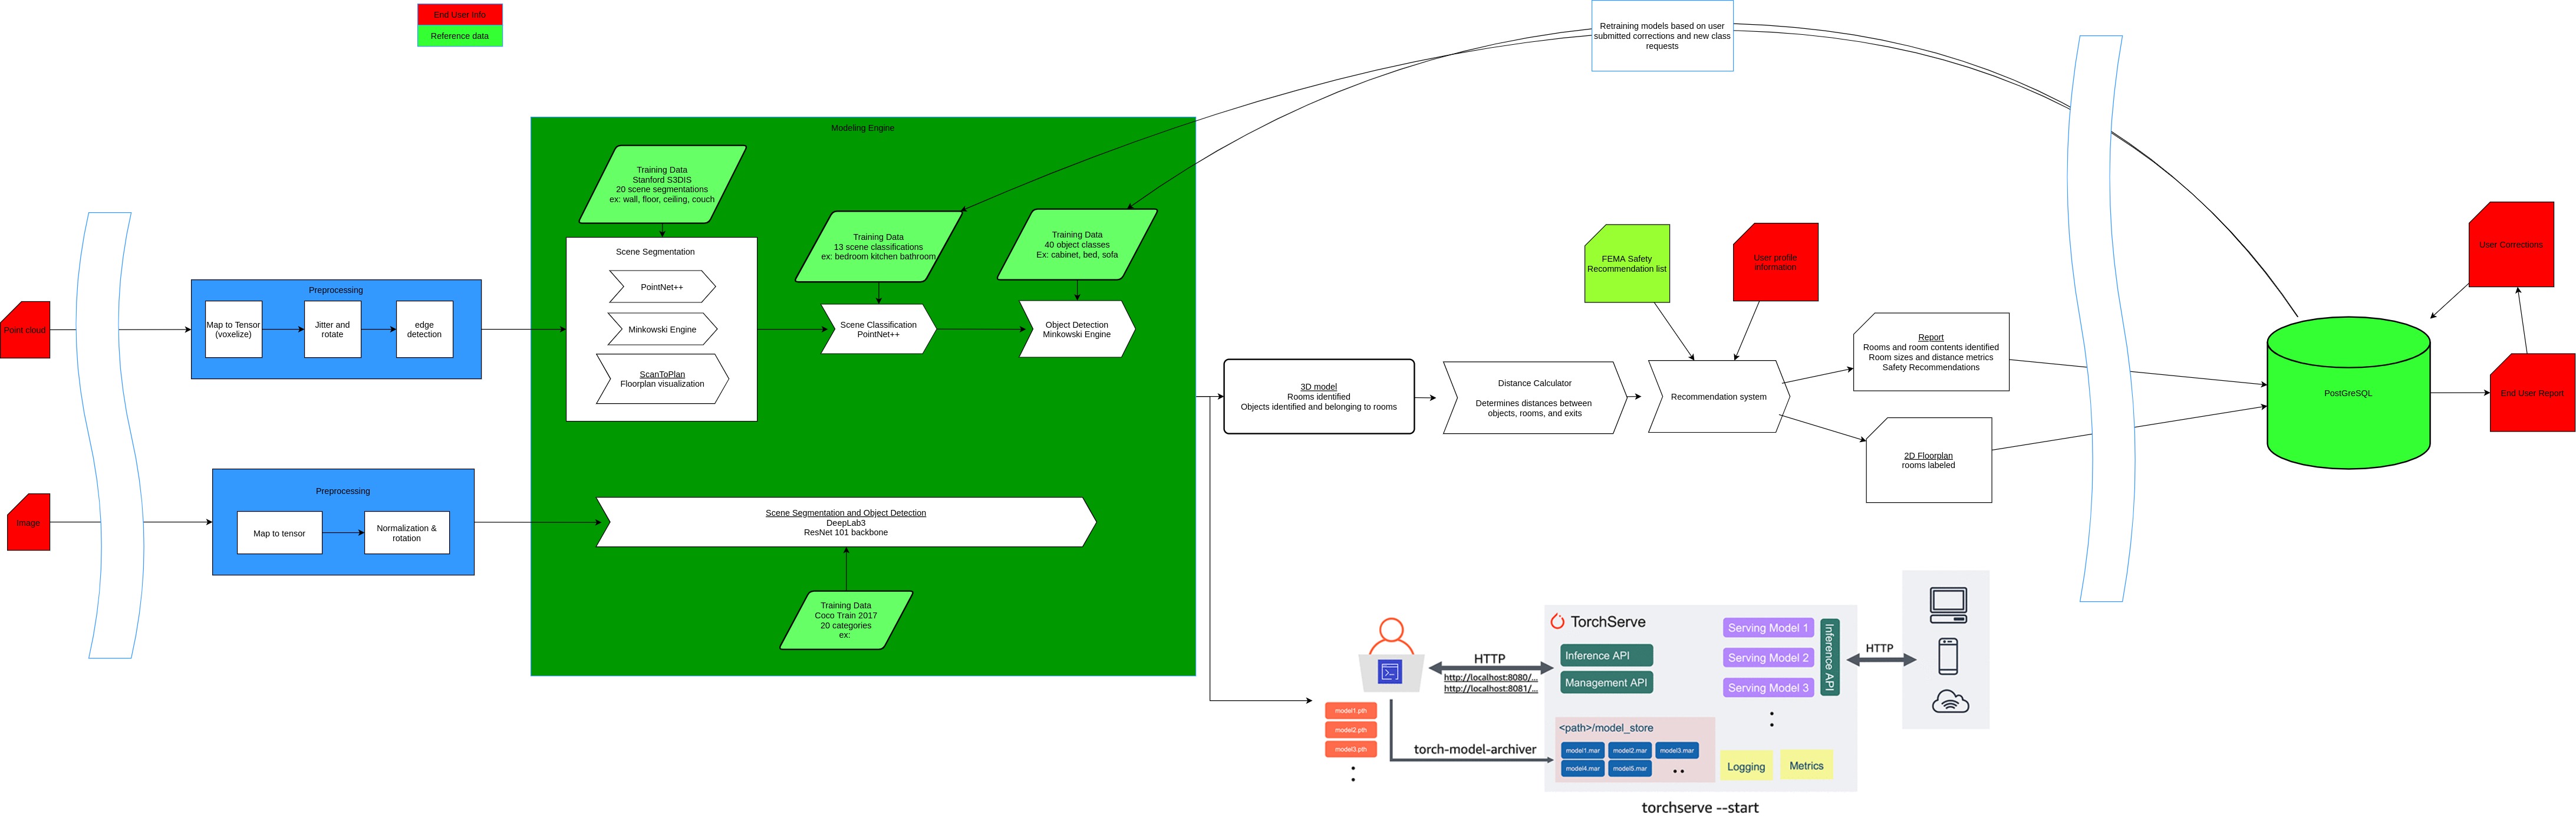 End User Info
Reference data
Retraining models based on user
submitted corrections and new class
requests
Point cloud
Preprocessing
Map to Tensor
(voxelize)
Jitter and
rotate
edge
detection
Image
Preprocessing
Map to tensor
Normalization &
rotation
Modeling Engine
Training Data
Stanford S3DIS
20 scene segmentations
ex: wall, floor, ceiling, couch
Scene Segmentation
PointNet++
Minkowski Engine
ScanToPlan
Floorplan visualization
Training Data
13 scene classifications
ex: bedroom kitchen bathroom
Scene Classification
PointNet++
Training Data
40 object classes
Ex: cabinet, bed, sofa
Object Detection
Minkowski Engine
Scene Segmentation and Object Detection
DeepLab3
ResNet 101 backbone
Training Data
Coco Train 2017
20 categories
ex:
3D model
Rooms identified
Objects identified and belonging to rooms
Distance Calculator
Determines distances between
objects, rooms, and exits
FEMA Safety
Recommendation list
User profile
information
Recommendation system
Report
Rooms and room contents identified
Room sizes and distance metrics
Safety Recommendations
2D Floorplan
rooms labeled
PostGreSQL
User Corrections
End User Report
model1.pth
model2.pth
model3.pth
HTTP
http://localhost:8080/...
http://localhost:8081/...
torch-model-archiver
TorchServe
Inference API
Management API
<path>/model_store
model1.mar
model2.mar
model3.mar
model4.mar
model5.mar
Serving Model 1
Serving Model 2
Serving Model 3
Inference API
Logging
Metrics
HTTP
torchserve --start